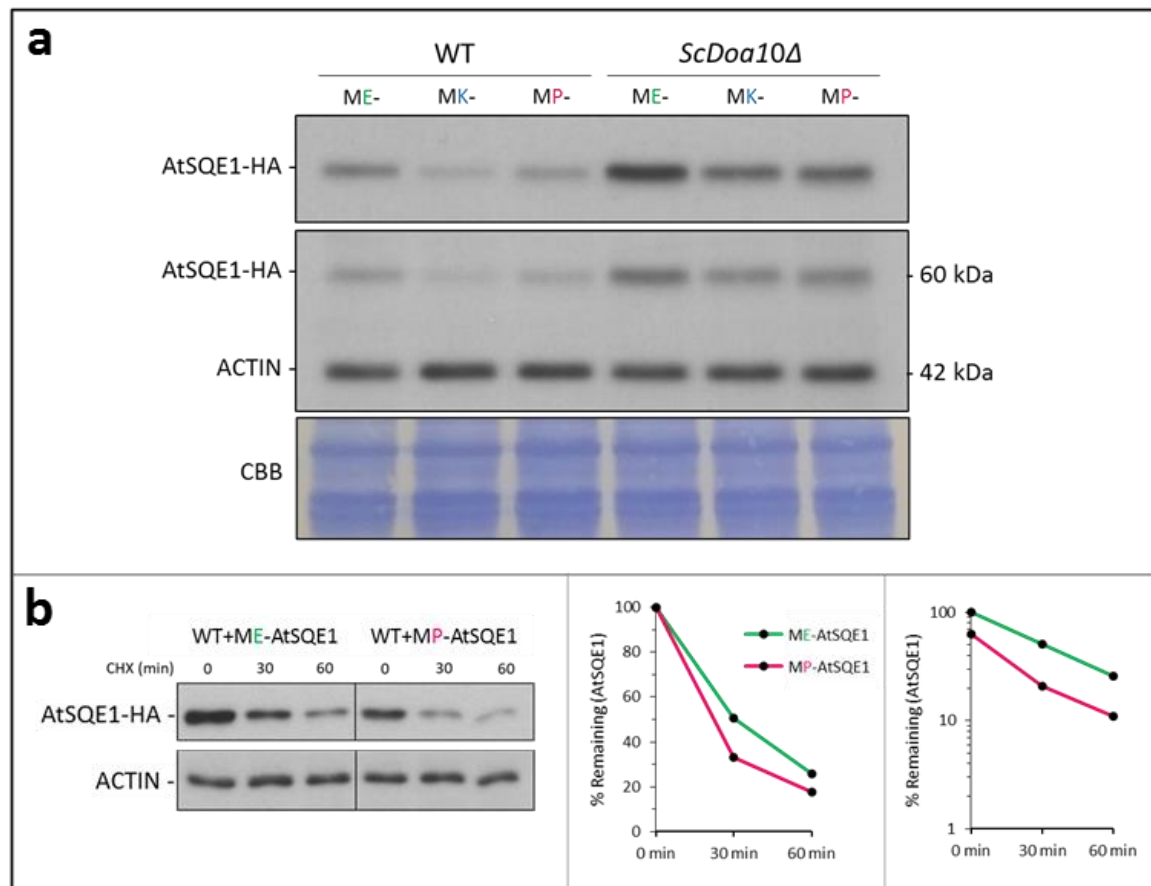 a
WT ScDoa10Δ
ME- MK- MP- ME- MK- MP-
AtSQE1-HA -
AtSQE1-HA - - 60 kDa
ACTIN - - 42 kDa
CBB
b
WT+ME-AtSQE1 WT+MP-AtSQE1
CHX (min) 0 30 60 0 30 60
AtSQE1-HA -
ACTIN -
% Remaining (AtSQE1)
100
80
60
40
20
0
0 min 30 min 60 min
ME-AtSQE1
MP-AtSQE1
% Remaining (AtSQE1)
100
10
1
0 min 30 min 60 min